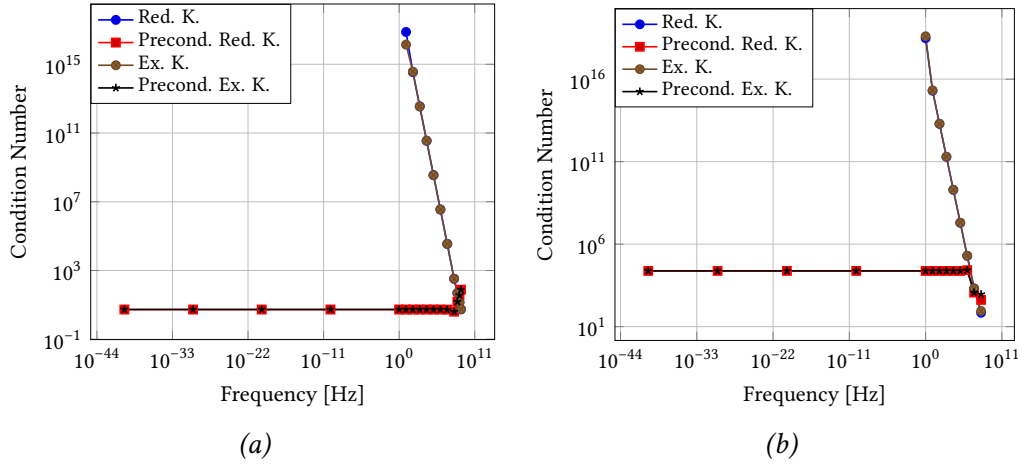 Red. K.
Precond. Red. K.
Ex. K.
Precond. Ex. K.
Condition Number
10^15
10^11
10^7
10^3
10^−1
10^−44 10^−33 10^−22 10^−11 10^0 10^11
Frequency [Hz]
(a)
Red. K.
Precond. Red. K.
Ex. K.
Precond. Ex. K.
Condition Number
10^16
10^11
10^6
10^1
10^−44 10^−33 10^−22 10^−11 10^0 10^11
Frequency [Hz]
(b)